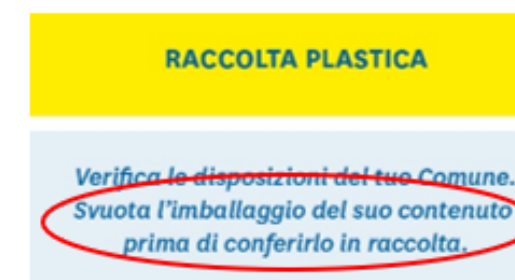 RACCOLTA PLASTICA
Verifica le disposizioni del tuo Comune.
Svuota l'imballaggio del suo contenuto
prima di conferirlo in raccolta.